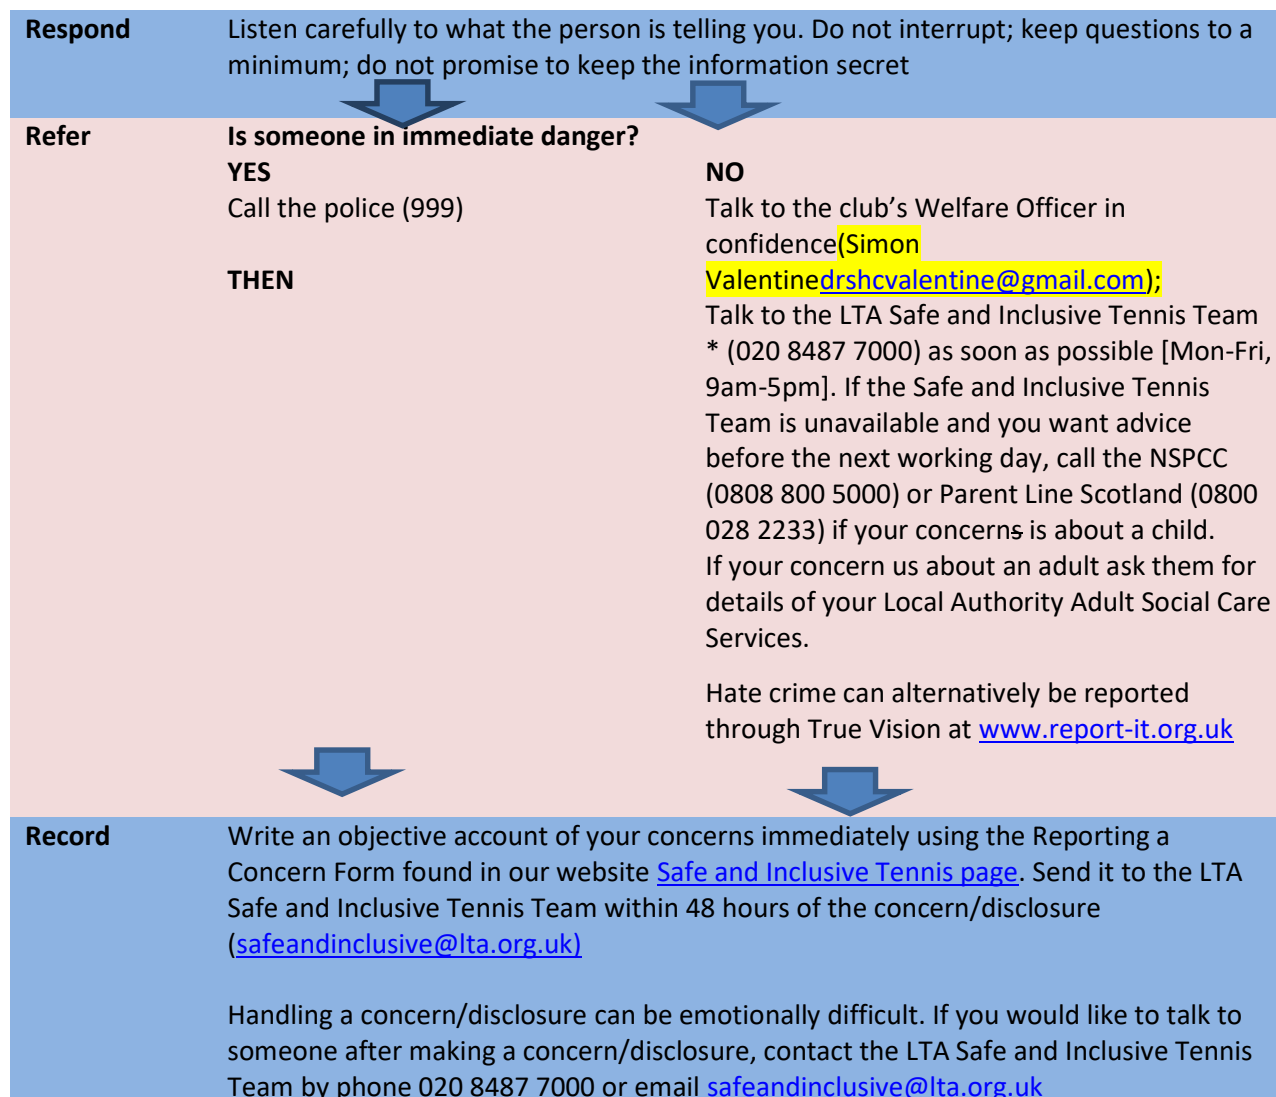 Respond
Listen carefully to what the person is telling you. Do not interrupt; keep questions to a
minimum; do not promise to keep the information secret
Refer
Is someone in immediate danger?
YES
Call the police (999)
THEN
NO
Talk to the club’s Welfare Officer in
confidence(Simon
Valentinedrshcvalentine@gmail.com);
Talk to the LTA Safe and Inclusive Tennis Team
* (020 8487 7000) as soon as possible [Mon-Fri,
9am-5pm]. If the Safe and Inclusive Tennis
Team is unavailable and you want advice
before the next working day, call the NSPCC
(0808 800 5000) or Parent Line Scotland (0800
028 2233) if your concerns is about a child.
If your concern us about an adult ask them for
details of your Local Authority Adult Social Care
Services.
Hate crime can alternatively be reported
through True Vision at www.report-it.org.uk
Record
Write an objective account of your concerns immediately using the Reporting a
Concern Form found in our website Safe and Inclusive Tennis page. Send it to the LTA
Safe and Inclusive Tennis Team within 48 hours of the concern/disclosure
(safeandinclusive@lta.org.uk)
Handling a concern/disclosure can be emotionally difficult. If you would like to talk to
someone after making a concern/disclosure, contact the LTA Safe and Inclusive Tennis
Team by phone 020 8487 7000 or email safeandinclusive@lta.org.uk